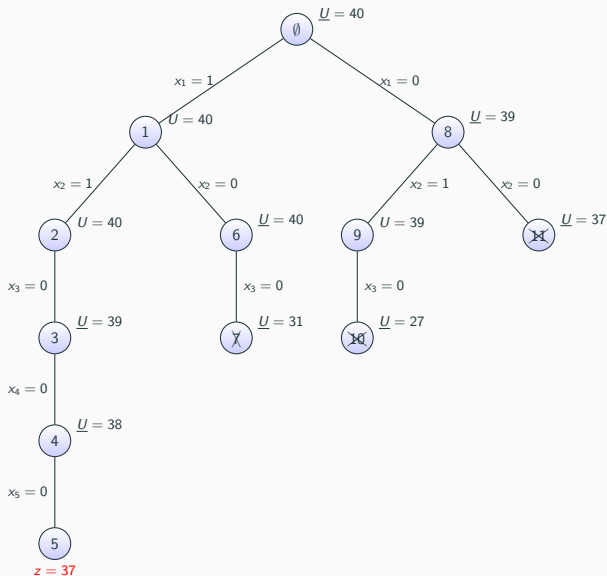 ∅ U = 40
x₁ = 1 x₁ = 0
1 U = 40 8 U = 39
x₂ = 1 x₂ = 0 x₂ = 1 x₂ = 0
2 U = 40 6 U = 40 9 U = 39 11 U = 37
x₃ = 0 x₃ = 0 x₃ = 0
3 U = 39 7 U = 31 10 U = 27
x₄ = 0
4 U = 38
x₅ = 0
5
z = 37